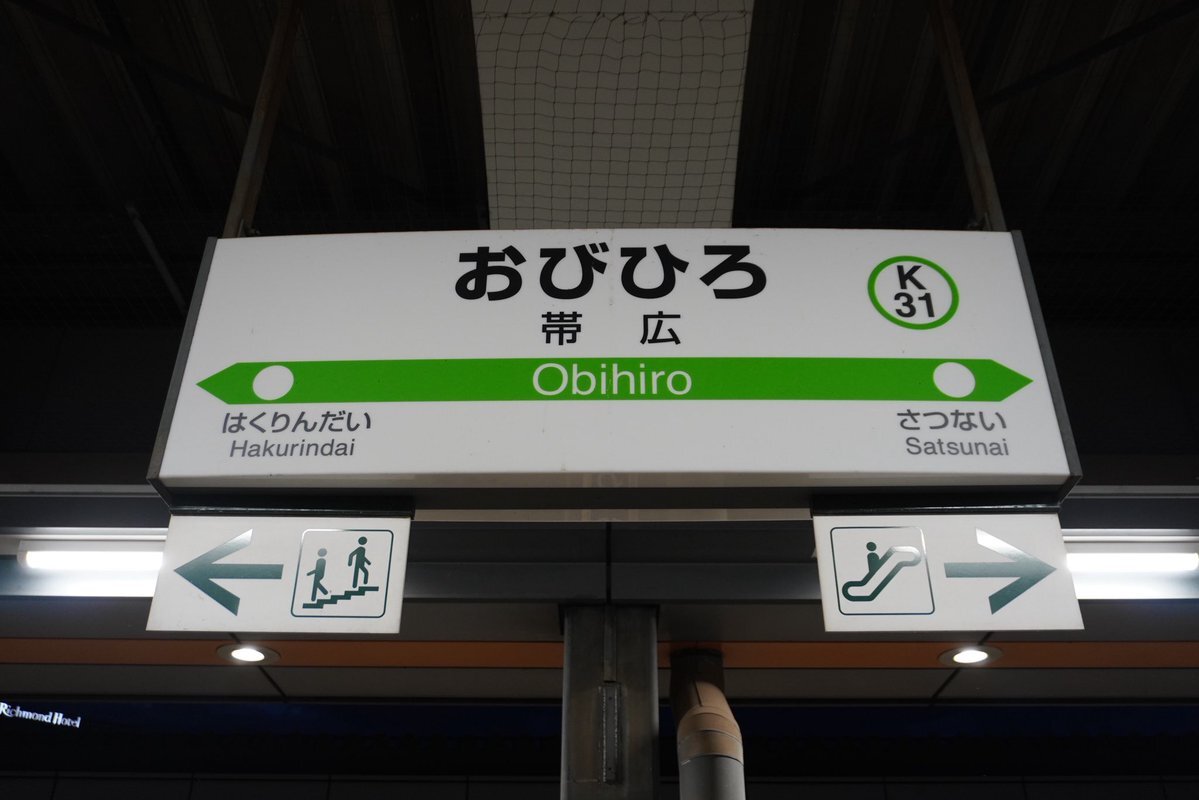 おびひろ
帯広
K
31
Obihiro
はくりんだい
Hakurindai
さつない
Satsunai
Richmond Hotel